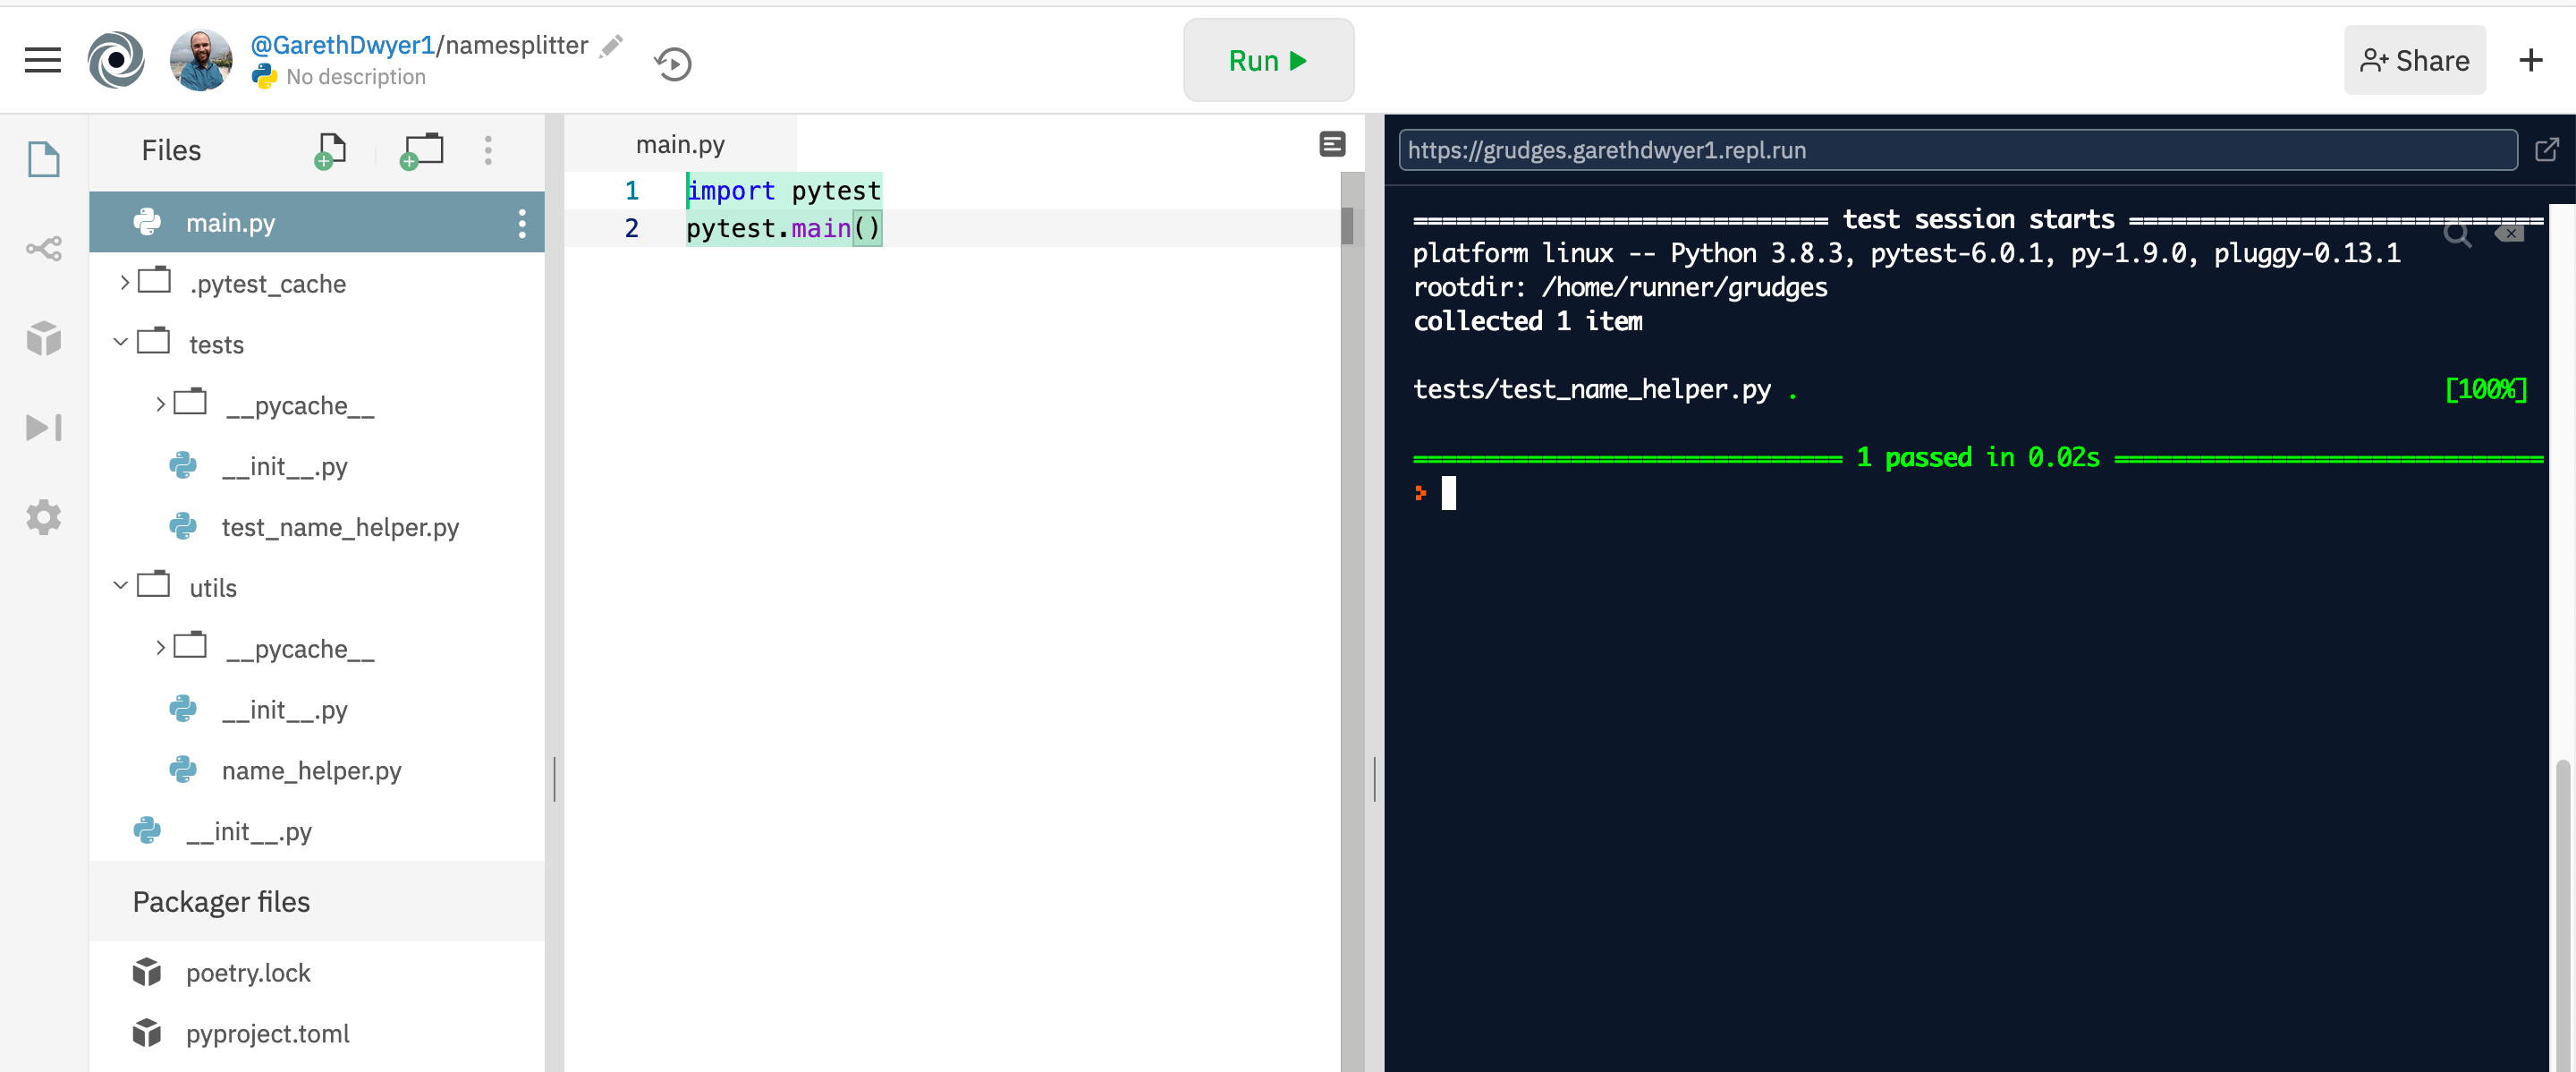 @GarethDwyer1/namesplitter
No description
Run
Share
Files
main.py
.pytest_cache
tests
__pycache__
__init__.py
test_name_helper.py
utils
__pycache__
__init__.py
name_helper.py
__init__.py
Packager files
poetry.lock
pyproject.toml
main.py
1 import pytest
2 pytest.main()
https://grudges.garethdwyer1.repl.run
============================= test session starts =============================
platform linux -- Python 3.8.3, pytest-6.0.1, py-1.9.0, pluggy-0.13.1
rootdir: /home/runner/grudges
collected 1 item
tests/test_name_helper.py . [100%]
============================== 1 passed in 0.02s ==============================